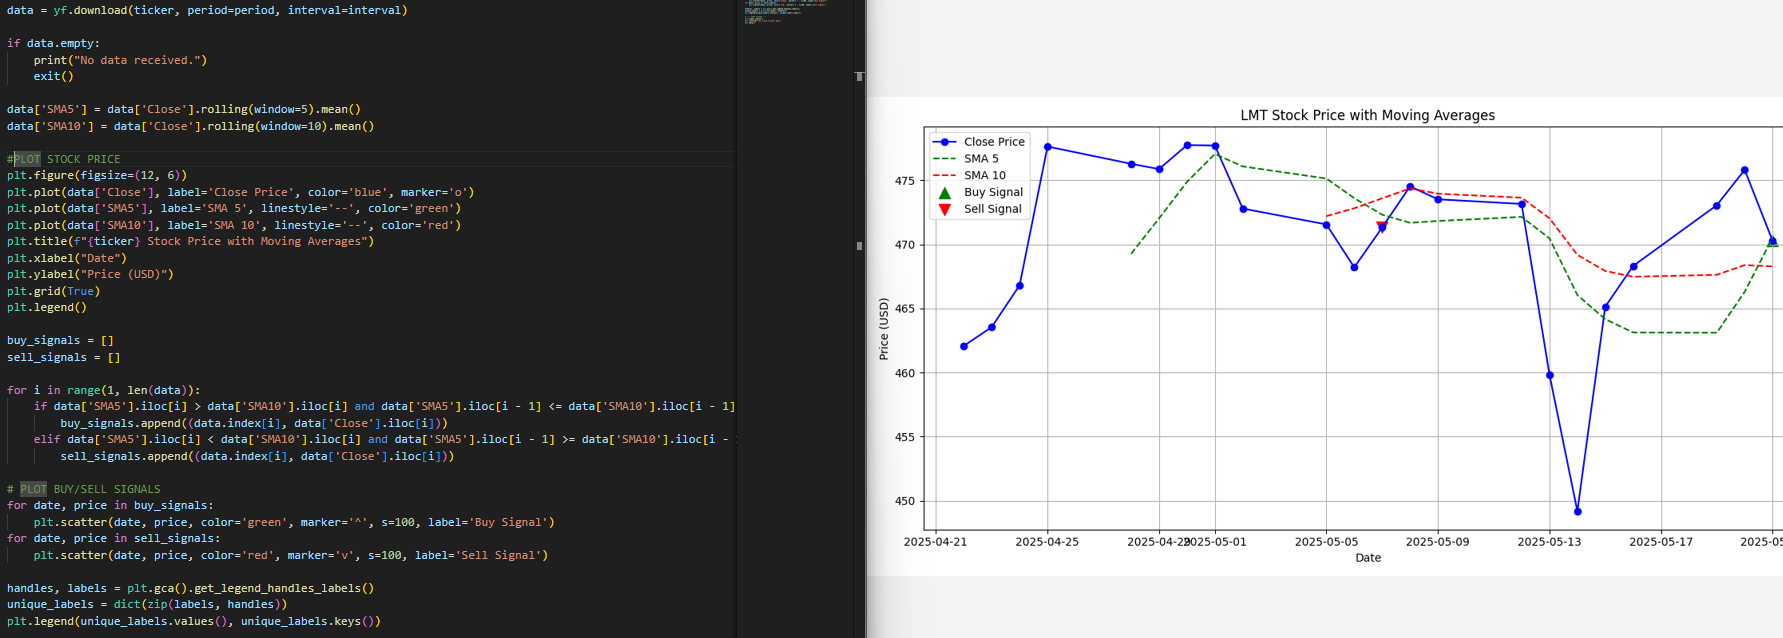 data = yf.download(ticker, period=period, interval=interval)
if data.empty:
print("No data received.")
exit()
data['SMA5'] = data['Close'].rolling(window=5).mean()
data['SMA10'] = data['Close'].rolling(window=10).mean()
#PLOT STOCK PRICE
plt.figure(figsize=(12, 6))
plt.plot(data['Close'], label='Close Price', color='blue', marker='o')
plt.plot(data['SMA5'], label='SMA 5', linestyle='--', color='green')
plt.plot(data['SMA10'], label='SMA 10', linestyle='--', color='red')
plt.title(f"{ticker} Stock Price with Moving Averages")
plt.xlabel("Date")
plt.ylabel("Price (USD)")
plt.grid(True)
plt.legend()
buy_signals = []
sell_signals = []
for i in range(1, len(data)):
if data['SMA5'].iloc[i] > data['SMA10'].iloc[i] and data['SMA5'].iloc[i - 1] <= data['SMA10'].iloc[i - 1]
buy_signals.append((data.index[i], data['Close'].iloc[i]))
elif data['SMA5'].iloc[i] < data['SMA10'].iloc[i] and data['SMA5'].iloc[i - 1] >= data['SMA10'].iloc[i -
sell_signals.append((data.index[i], data['Close'].iloc[i]))
# PLOT BUY/SELL SIGNALS
for date, price in buy_signals:
plt.scatter(date, price, color='green', marker='^', s=100, label='Buy Signal')
for date, price in sell_signals:
plt.scatter(date, price, color='red', marker='v', s=100, label='Sell Signal')
handles, labels = plt.gca().get_legend_handles_labels()
unique_labels = dict(zip(labels, handles))
plt.legend(unique_labels.values(), unique_labels.keys())
LMT Stock Price with Moving Averages
Close Price
SMA 5
SMA 10
Buy Signal
Sell Signal
475
470
465
460
455
450
Price (USD)
2025-04-21
2025-04-25
2025-04-29
2025-05-01
2025-05-05
2025-05-09
2025-05-13
2025-05-17
2025-05
Date